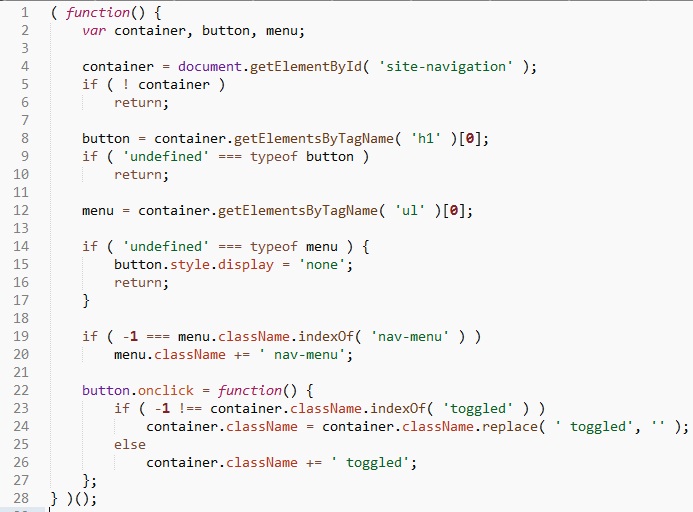 1 ( function() {
2 var container, button, menu;
3
4 container = document.getElementById( 'site-navigation' );
5 if ( ! container )
6 return;
7
8 button = container.getElementsByTagName( 'h1' )[0];
9 if ( 'undefined' === typeof button )
10 return;
11
12 menu = container.getElementsByTagName( 'ul' )[0];
13
14 if ( 'undefined' === typeof menu ) {
15 button.style.display = 'none';
16 return;
17 }
18
19 if ( -1 === menu.className.indexOf( 'nav-menu' ) )
20 menu.className += ' nav-menu';
21
22 button.onclick = function() {
23 if ( -1 !== container.className.indexOf( 'toggled' ) )
24 container.className = container.className.replace( ' toggled', '' );
25 else
26 container.className += ' toggled';
27 };
28 } )();